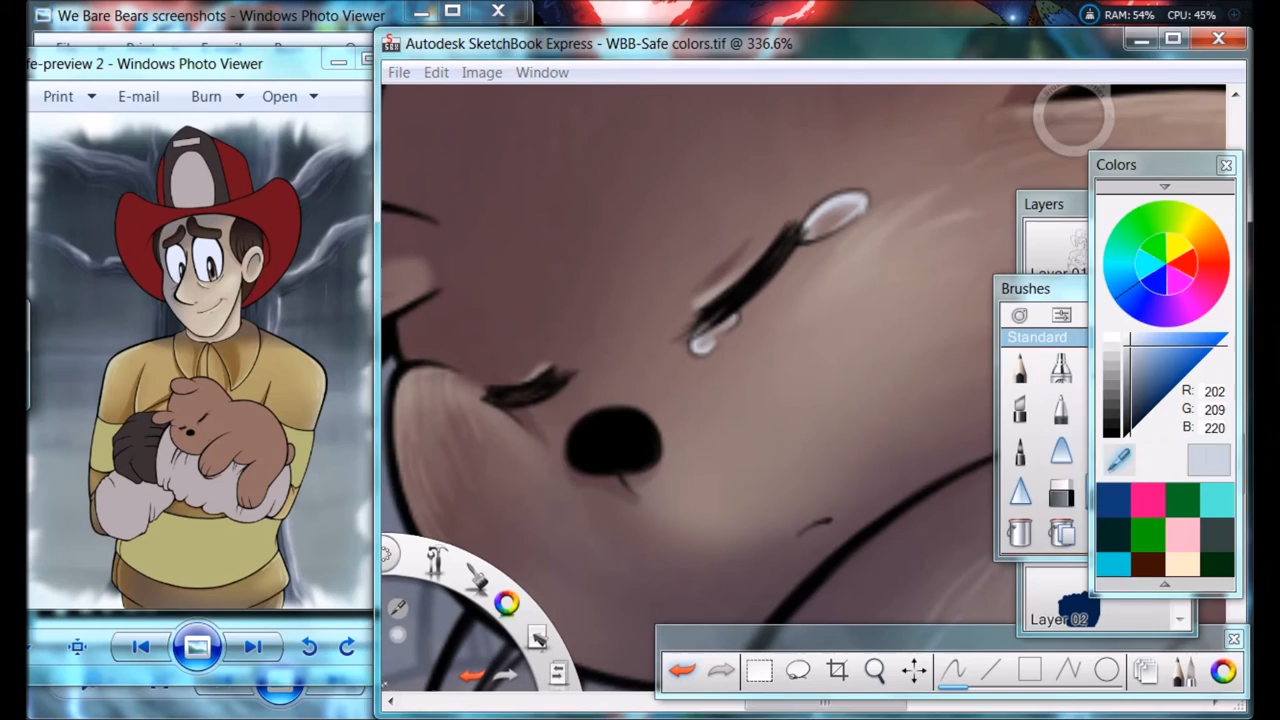 We Bare Bears screenshots - Windows Photo Viewer
RAM: 54% CPU: 45%
fe-preview 2 - Windows Photo Viewer
Print E-mail Burn Open
Autodesk SketchBook Express - WBB-Safe colors.tif @ 336.6%
File Edit Image Window
Colors
Layers
Layer 01
Brushes
Standard
R: 202
G: 209
B: 220
Layer 02